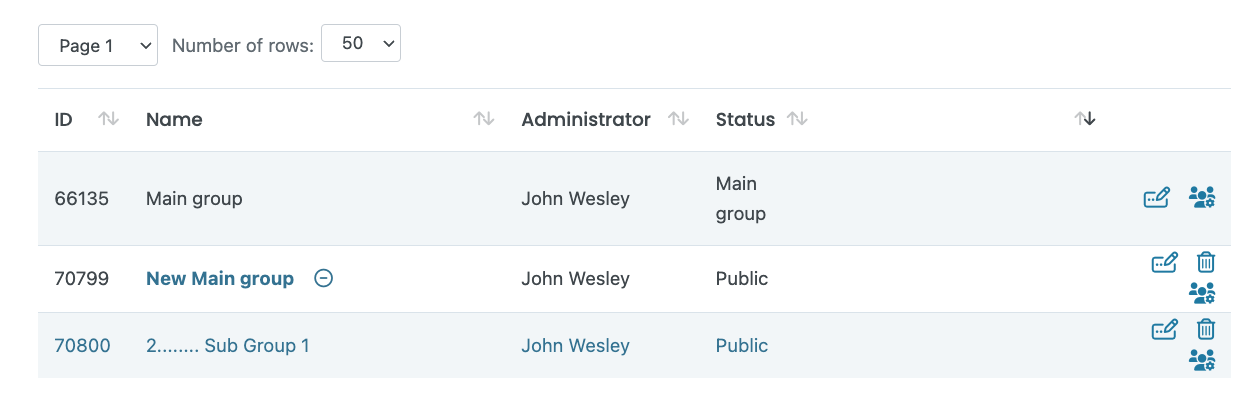 Page 1 Number of rows: 50
ID Name Administrator Status
66135 Main group John Wesley Main
group
70799 New Main group John Wesley Public
70800 2........ Sub Group 1 John Wesley Public